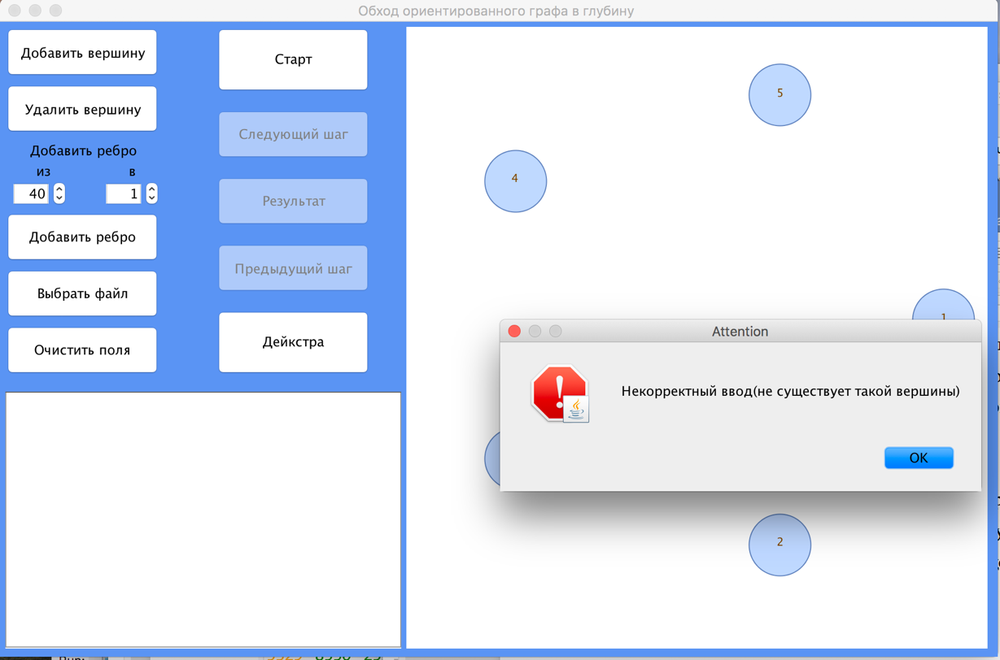 Обход ориентированного графа в глубину
Добавить вершину
Удалить вершину
Добавить ребро
из в
40 1
Добавить ребро
Выбрать файл
Очистить поля
Старт
Следующий шаг
Результат
Предыдущий шаг
Дейкстра
5
4
1
Attention
Некорректный ввод(не существует такой вершины)
OK
2